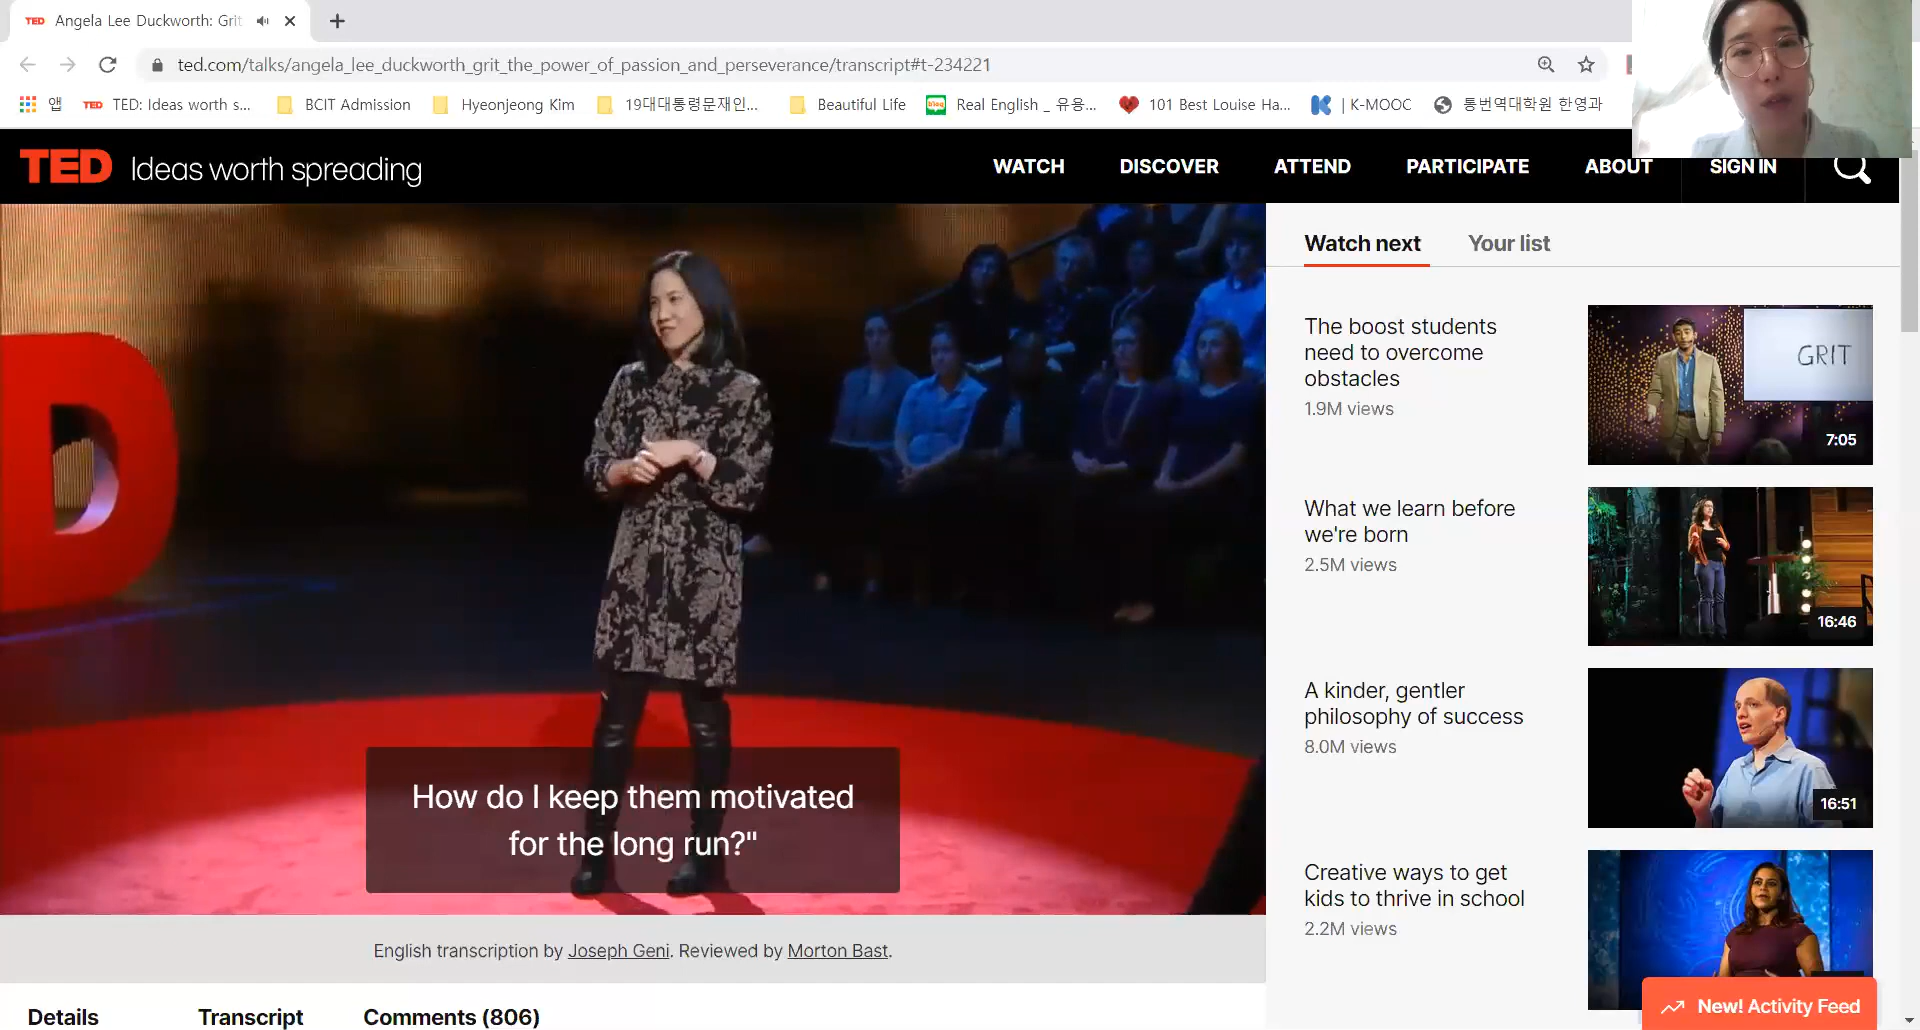 TED Angela Lee Duckworth: Grit
ted.com/talks/angela_lee_duckworth_grit_the_power_of_passion_and_perseverance/transcript#t-234221
앱 TED TED: Ideas worth s... BCIT Admission Hyeonjeong Kim 19대대통령문재인... Beautiful Life blog Real English _ 유용... 101 Best Louise Ha... | K-MOOC 통번역대학원 한영과
TED Ideas worth spreading WATCH DISCOVER ATTEND PARTICIPATE ABOUT SIGN IN
D
How do I keep them motivated
for the long run?"
English transcription by Joseph Geni. Reviewed by Morton Bast.
Details Transcript Comments (806)
Watch next Your list
The boost students
need to overcome
obstacles
1.9M views
GRIT
7:05
What we learn before
we're born
2.5M views
16:46
A kinder, gentler
philosophy of success
8.0M views
16:51
Creative ways to get
kids to thrive in school
2.2M views
New! Activity Feed